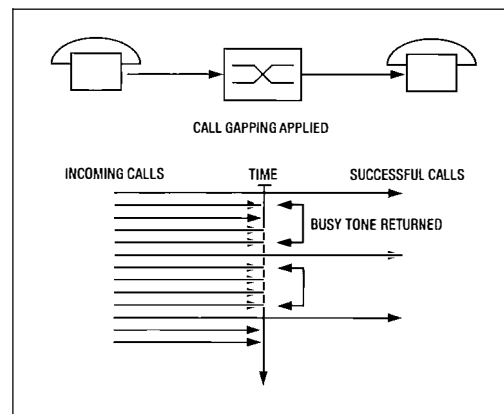 CALL GAPPING APPLIED
INCOMING CALLS TIME SUCCESSFUL CALLS
BUSY TONE RETURNED